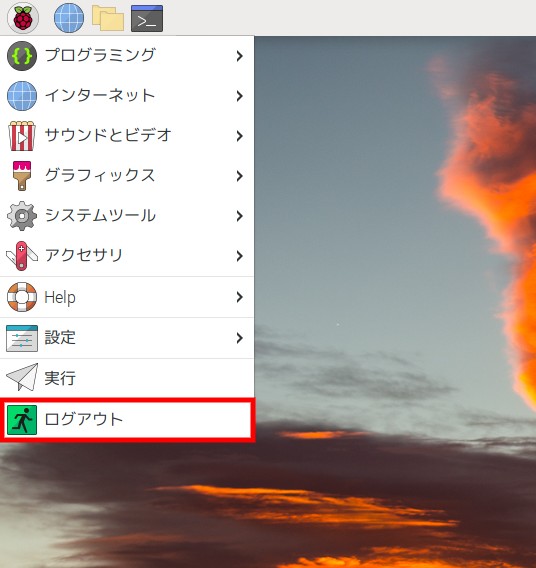 プログラミング
インターネット
サウンドとビデオ
グラフィックス
システムツール
アクセサリ
Help
設定
実行
ログアウト